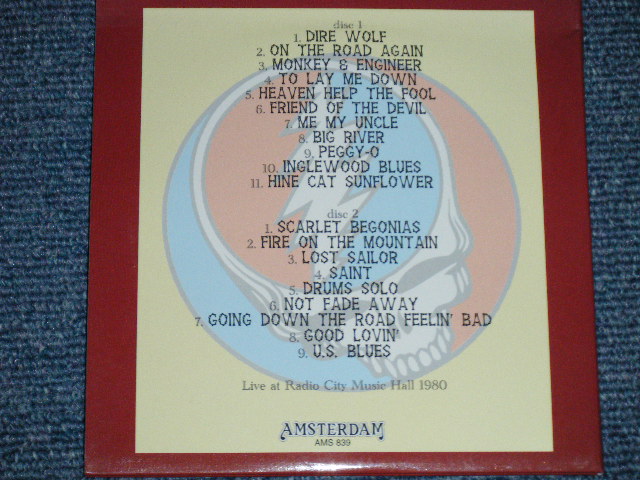 disc 1
1. DIRE WOLF
2. ON THE ROAD AGAIN
3. MONKEY & ENGINEER
4. TO LAY ME DOWN
5. HEAVEN HELP THE FOOL
6. FRIEND OF THE DEVIL
7. ME MY UNCLE
8. BIG RIVER
9. PEGGY-O
10. INGLEWOOD BLUES
11. HINE CAT SUNFLOWER
disc 2
1. SCARLET BEGONIAS
2. FIRE ON THE MOUNTAIN
3. LOST SAILOR
4. SAINT
5. DRUMS SOLO
6. NOT FADE AWAY
7. GOING DOWN THE ROAD FEELIN' BAD
8. GOOD LOVIN'
9. U.S. BLUES
Live at Radio City Music Hall 1980
AMSTERDAM
AMS 839